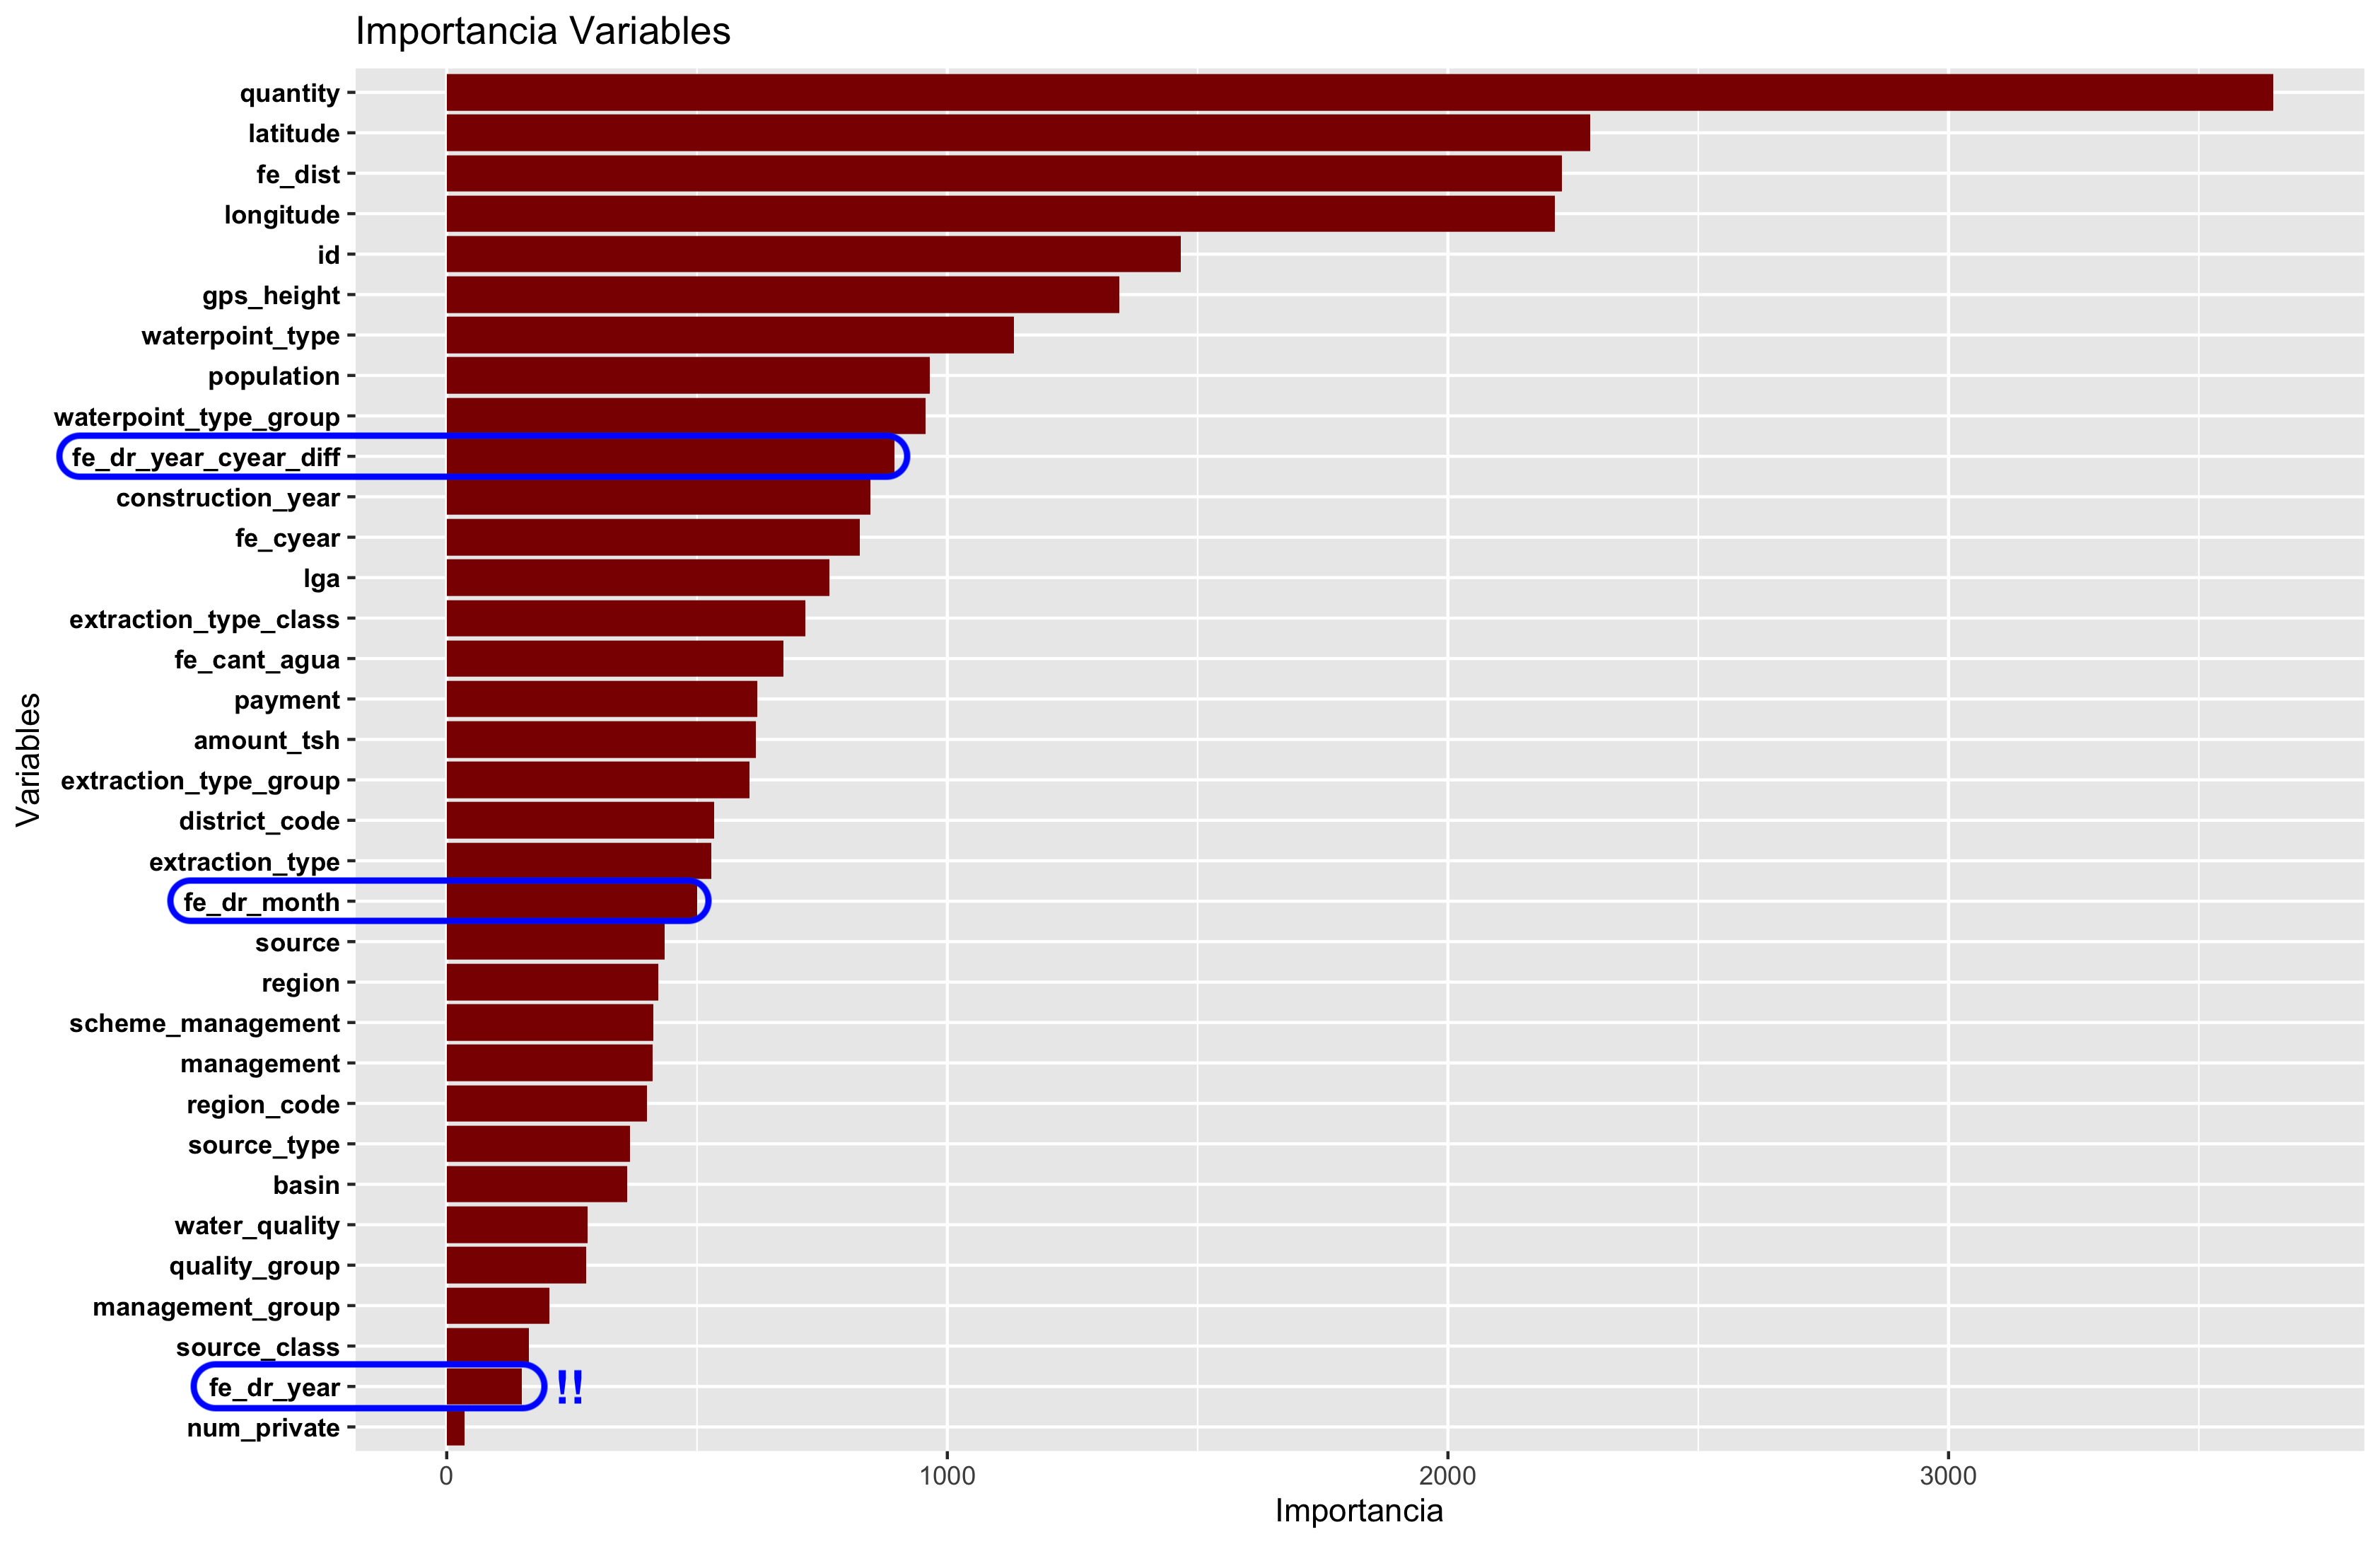 Importancia Variables
quantity
latitude
fe_dist
longitude
id
gps_height
waterpoint_type
population
waterpoint_type_group
fe_dr_year_cyear_diff
construction_year
fe_cyear
lga
extraction_type_class
fe_cant_agua
payment
amount_tsh
extraction_type_group
district_code
extraction_type
fe_dr_month
source
region
scheme_management
management
region_code
source_type
basin
water_quality
quality_group
management_group
source_class
fe_dr_year !!
num_private
Variables
0 1000 2000 3000
Importancia